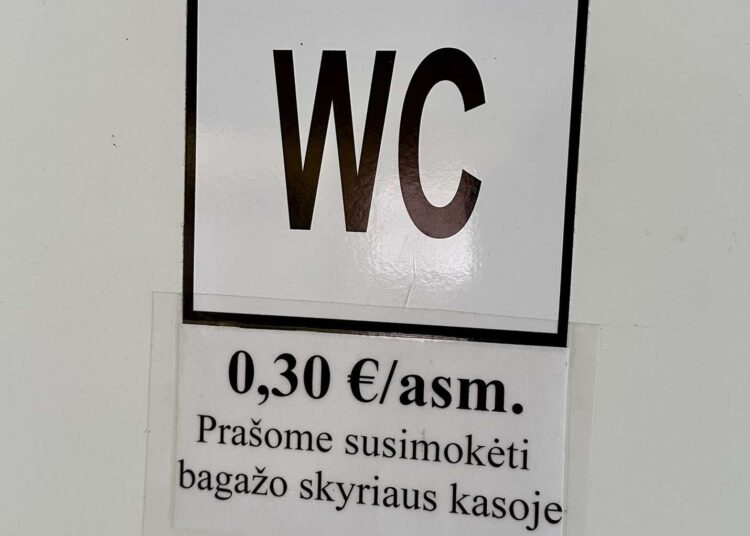 WC
0,30 €/asm.
Prašome susimokėti
bagažo skyriaus kasoje